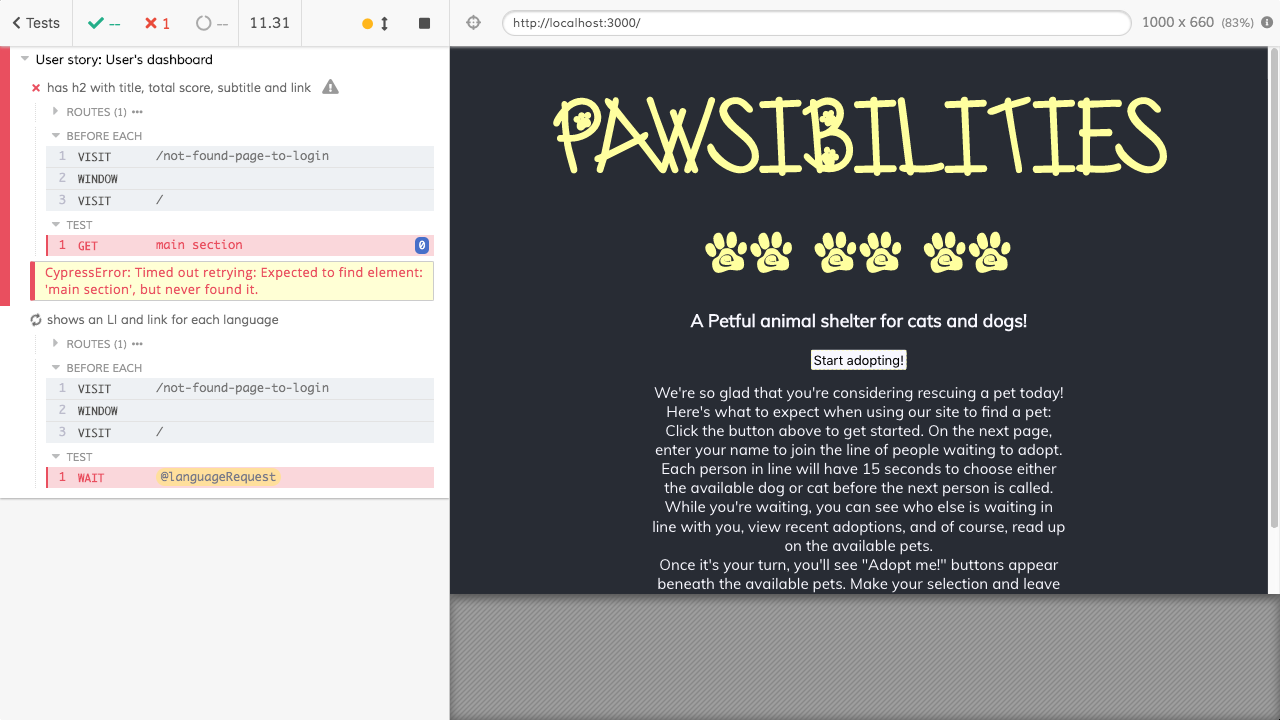 Tests
--
1
--
11.31
http://localhost:3000/
1000 x 660 (83%)
User story: User's dashboard
has h2 with title, total score, subtitle and link
ROUTES (1)
BEFORE EACH
1 VISIT /not-found-page-to-login
2 WINDOW
3 VISIT /
TEST
1 GET main section 0
CypressError: Timed out retrying: Expected to find element:
'main section', but never found it.
shows an LI and link for each language
ROUTES (1)
BEFORE EACH
1 VISIT /not-found-page-to-login
2 WINDOW
3 VISIT /
TEST
1 WAIT @languageRequest
PAWSIBILITIES
A Petful animal shelter for cats and dogs!
Start adopting!
We're so glad that you're considering rescuing a pet today!
Here's what to expect when using our site to find a pet:
Click the button above to get started. On the next page,
enter your name to join the line of people waiting to adopt.
Each person in line will have 15 seconds to choose either
the available dog or cat before the next person is called.
While you're waiting, you can see who else is waiting in
line with you, view recent adoptions, and of course, read up
on the available pets.
Once it's your turn, you'll see "Adopt me!" buttons appear
beneath the available pets. Make your selection and leave